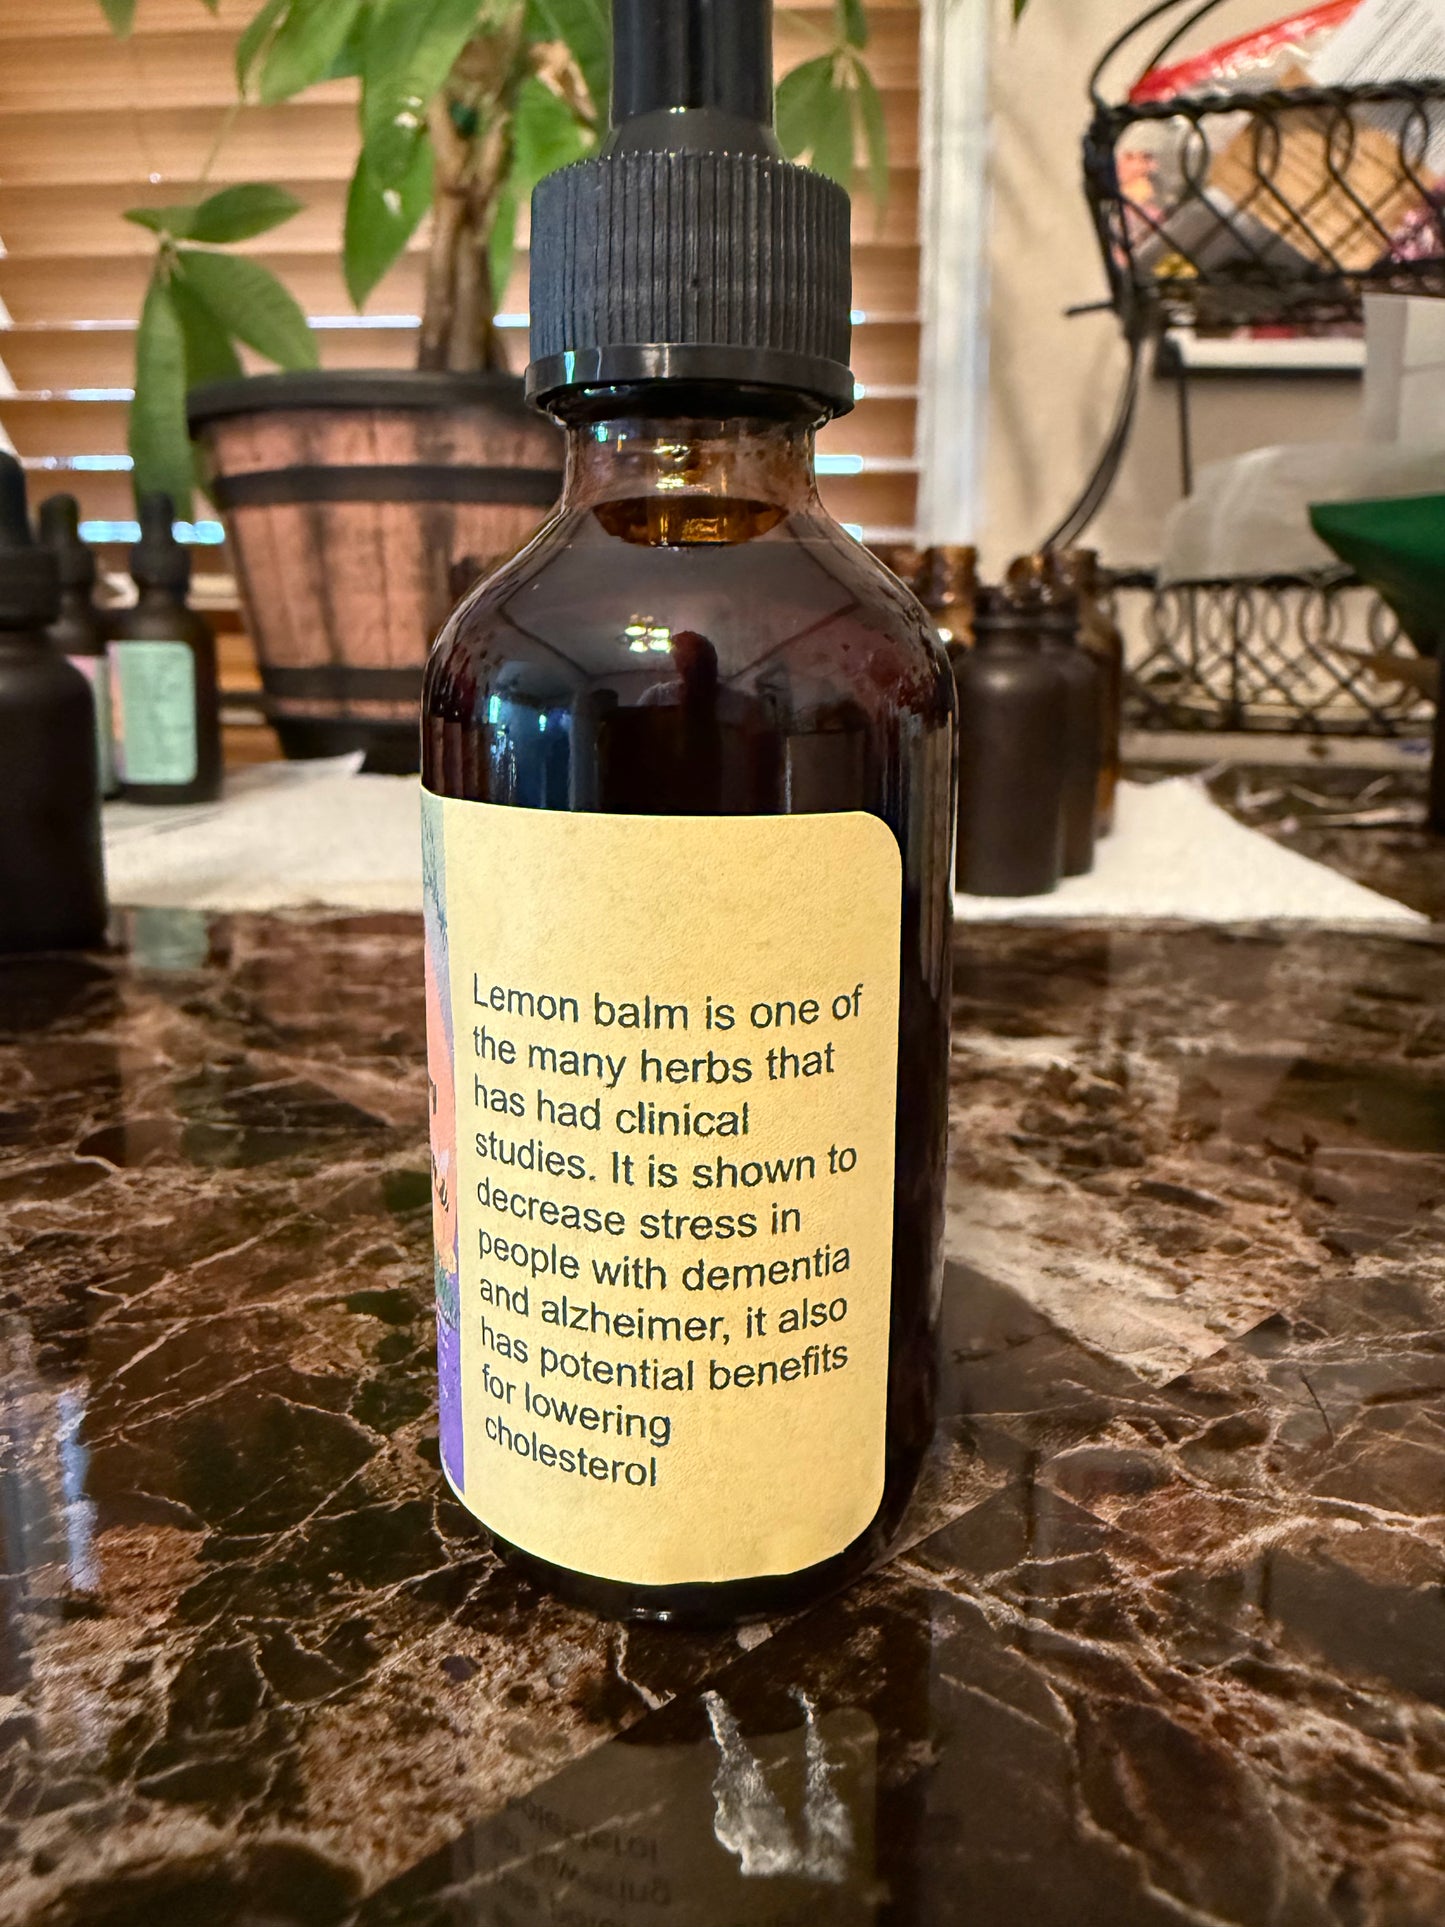 Lemon balm is one of
the many herbs that
has had clinical
studies. It is shown to
decrease stress in
people with dementia
and alzheimer, it also
has potential benefits
for lowering
cholesterol